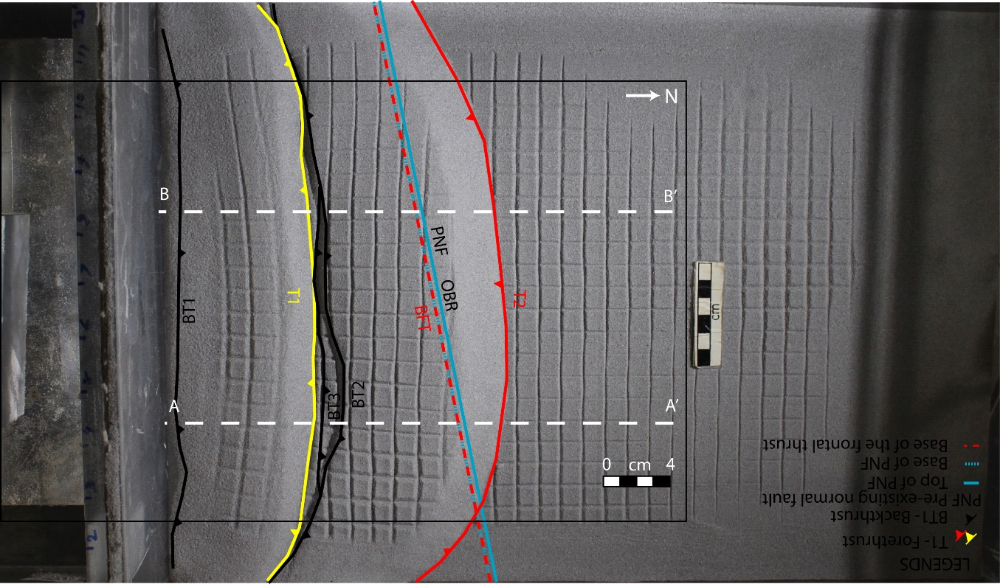 N
B
B′
PNF
OBR
BFT
T1
T2
BT1
BT3
BT2
cm
A
A′
0 cm 4
LEGENDS
T1 - Forethrust
BT1 - Backthrust
PNF Pre-existing normal fault
Top of PNF
Base of PNF
Base of the frontal thrust